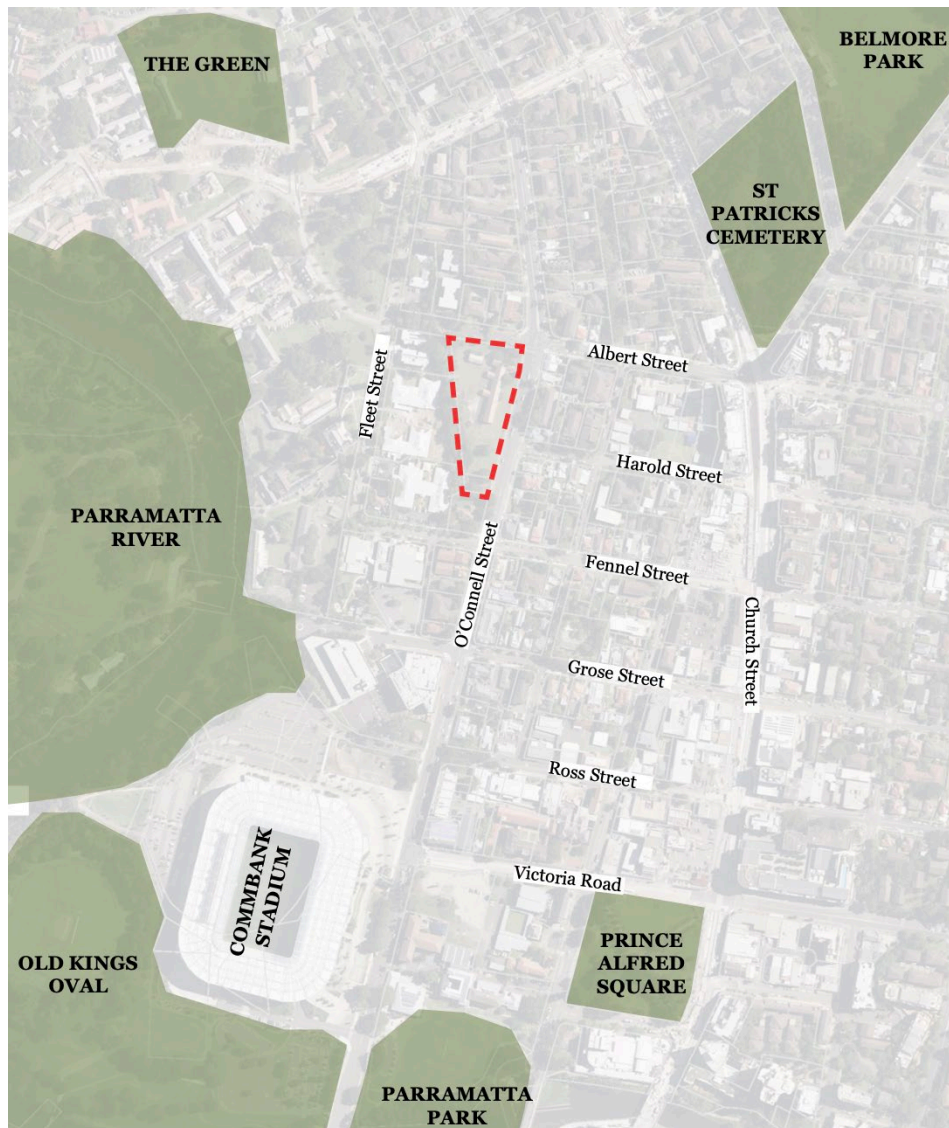 THE GREEN
BELMORE
PARK
ST
PATRICKS
CEMETERY
Albert Street
Fleet Street
Harold Street
PARRAMATTA
RIVER
O'Connell Street
Fennel Street
Church Street
Grose Street
Ross Street
COMMBANK
STADIUM
Victoria Road
OLD KINGS
OVAL
PRINCE
ALFRED
SQUARE
PARRAMATTA
PARK